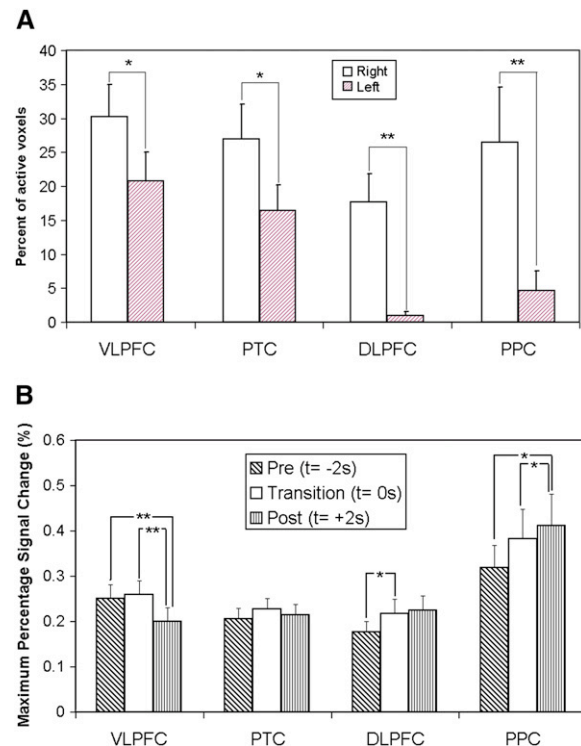 A
Percent of active voxels
40
35
30
25
20
15
10
5
0
Right
Left
*
*
**
**
VLPFC PTC DLPFC PPC
B
Maximum Percentage Signal Change (%)
0.6
0.5
0.4
0.3
0.2
0.1
0
Pre (t= -2s)
Transition (t= 0s)
Post (t= +2s)
**
**
*
*
*
VLPFC PTC DLPFC PPC